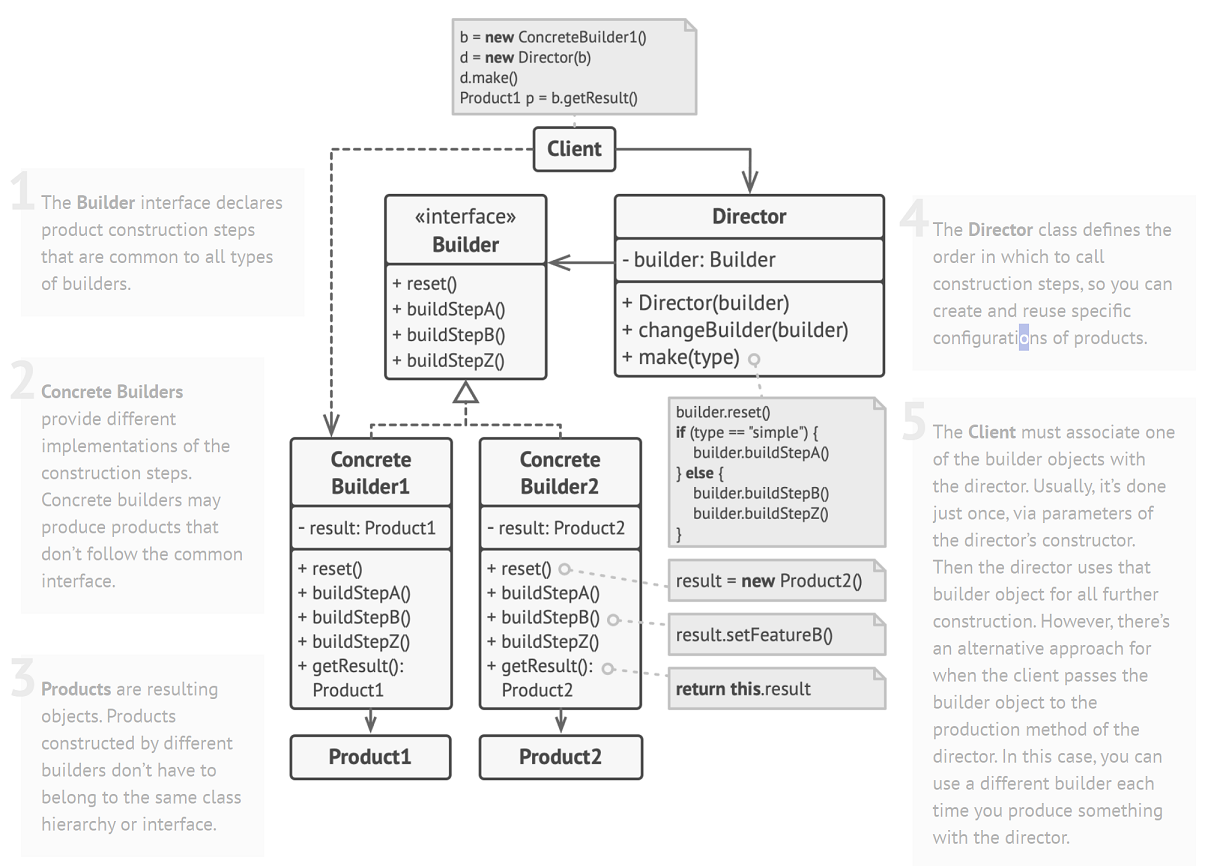 b = new ConcreteBuilder1()
d = new Director(b)
d.make()
Product1 p = b.getResult()
Client
1
The Builder interface declares
product construction steps
that are common to all types
of builders.
«interface»
Builder
+ reset()
+ buildStepA()
+ buildStepB()
+ buildStepZ()
Director
- builder: Builder
+ Director(builder)
+ changeBuilder(builder)
+ make(type)
4
The Director class defines the
order in which to call
construction steps, so you can
create and reuse specific
configurations of products.
2
Concrete Builders
provide different
implementations of the
construction steps.
Concrete builders may
produce products that
don’t follow the common
interface.
builder.reset()
if (type == "simple") {
builder.buildStepA()
} else {
builder.buildStepB()
builder.buildStepZ()
}
Concrete
Builder1
- result: Product1
+ reset()
+ buildStepA()
+ buildStepB()
+ buildStepZ()
+ getResult():
Product1
Concrete
Builder2
- result: Product2
+ reset()
+ buildStepA()
+ buildStepB()
+ buildStepZ()
+ getResult():
Product2
result = new Product2()
result.setFeatureB()
return this.result
5
The Client must associate one
of the builder objects with
the director. Usually, it’s done
just once, via parameters of
the director’s constructor.
Then the director uses that
builder object for all further
construction. However, there’s
an alternative approach for
when the client passes the
builder object to the
production method of the
director. In this case, you can
use a different builder each
time you produce something
with the director.
3
Products are resulting
objects. Products
constructed by different
builders don’t have to
belong to the same class
hierarchy or interface.
Product1
Product2